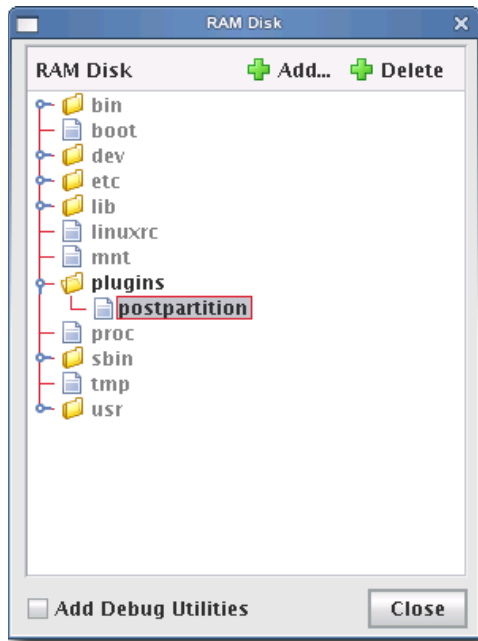 RAM Disk
RAM Disk Add... Delete
bin
boot
dev
etc
lib
linuxrc
mnt
plugins
postpartition
proc
sbin
tmp
usr
Add Debug Utilities Close